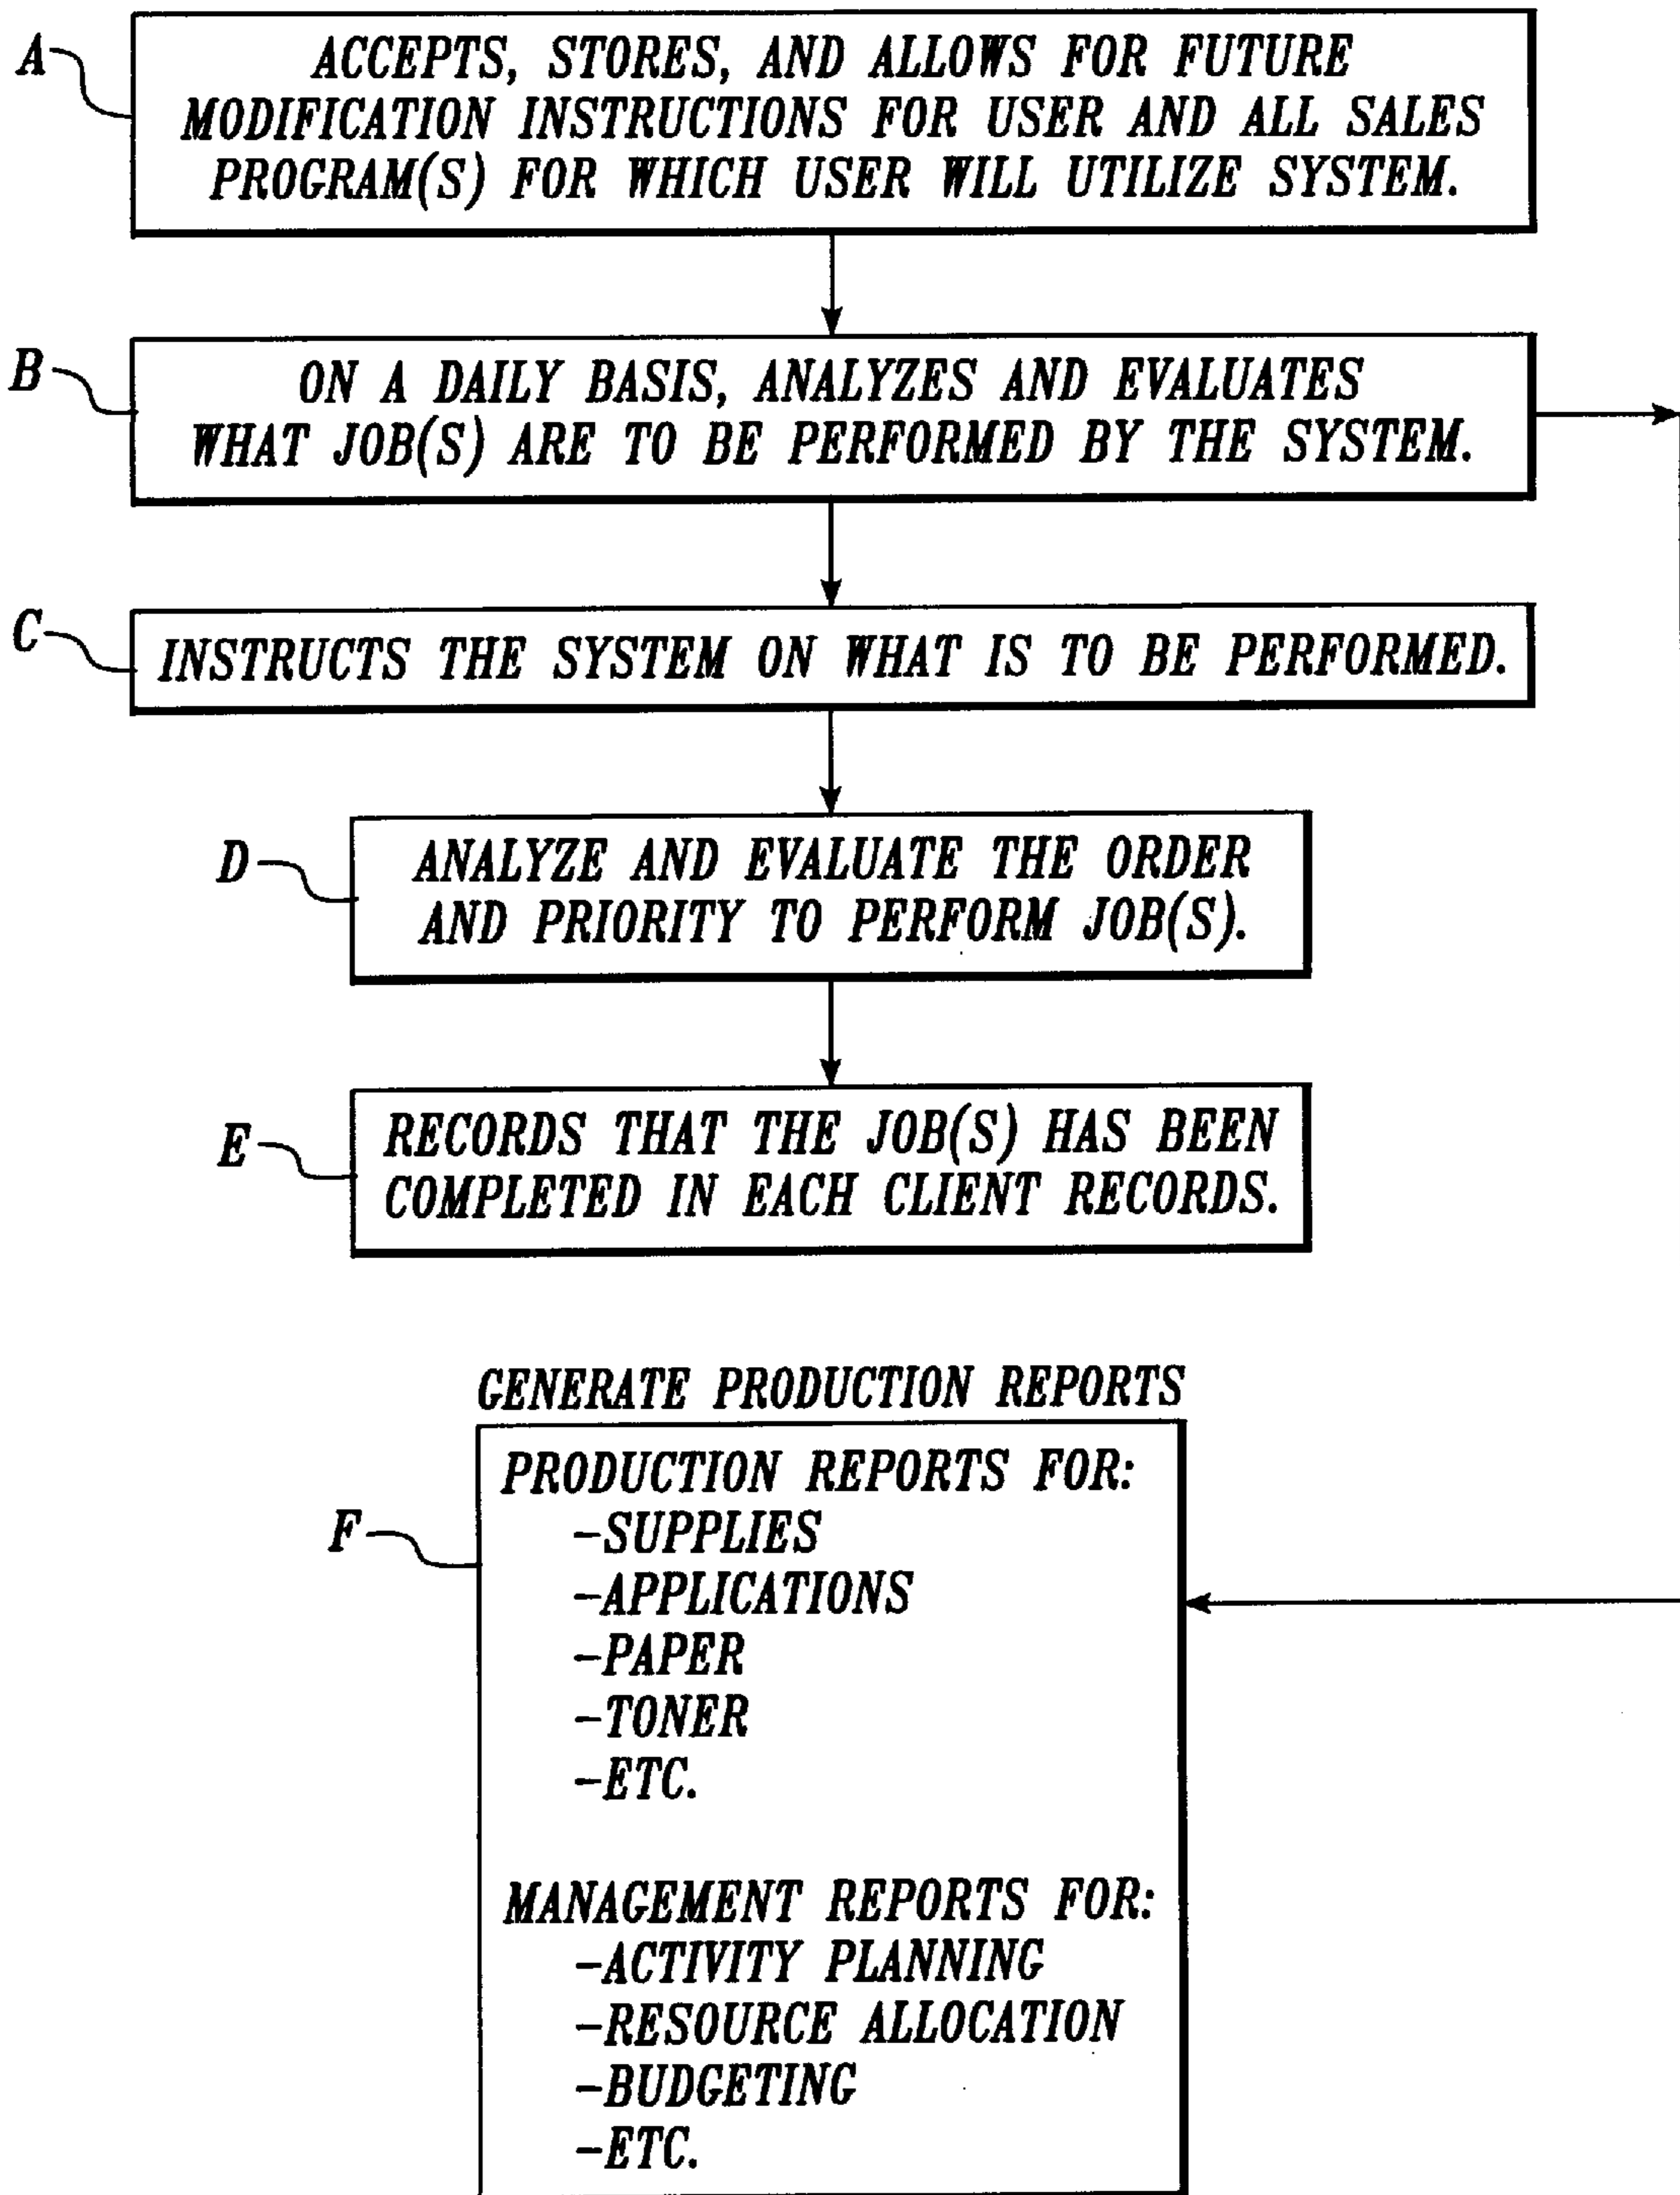 A
ACCEPTS, STORES, AND ALLOWS FOR FUTURE
MODIFICATION INSTRUCTIONS FOR USER AND ALL SALES
PROGRAM(S) FOR WHICH USER WILL UTILIZE SYSTEM.
B
ON A DAILY BASIS, ANALYZES AND EVALUATES
WHAT JOB(S) ARE TO BE PERFORMED BY THE SYSTEM.
C
INSTRUCTS THE SYSTEM ON WHAT IS TO BE PERFORMED.
D
ANALYZE AND EVALUATE THE ORDER
AND PRIORITY TO PERFORM JOB(S).
E
RECORDS THAT THE JOB(S) HAS BEEN
COMPLETED IN EACH CLIENT RECORDS.
GENERATE PRODUCTION REPORTS
F
PRODUCTION REPORTS FOR:
-SUPPLIES
-APPLICATIONS
-PAPER
-TONER
-ETC.
MANAGEMENT REPORTS FOR:
-ACTIVITY PLANNING
-RESOURCE ALLOCATION
-BUDGETING
-ETC.